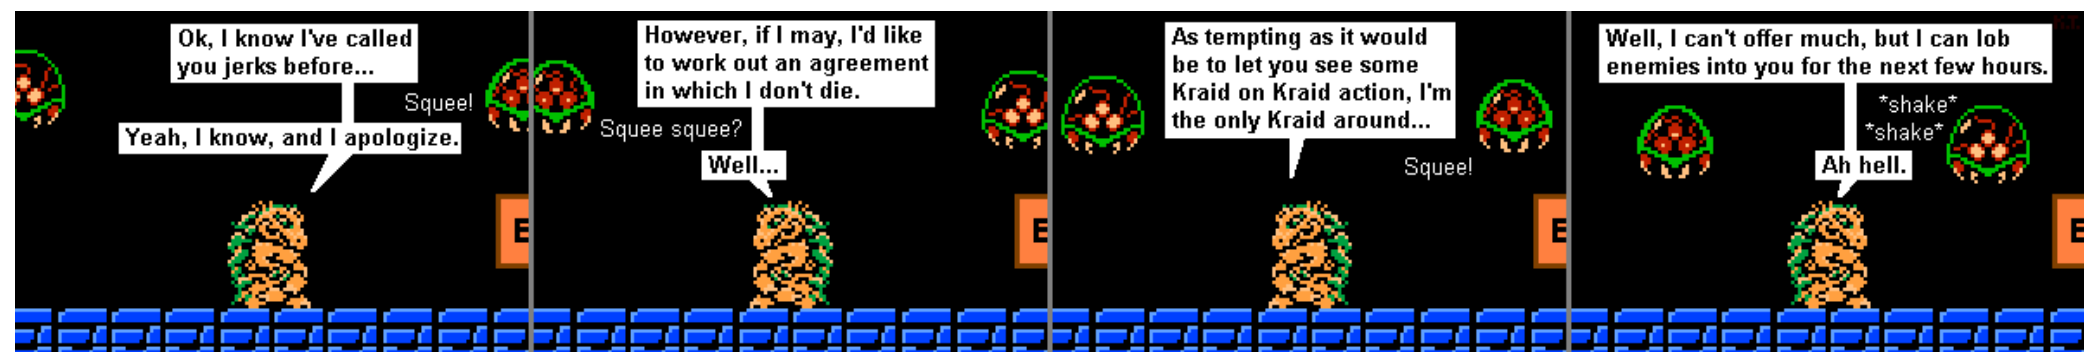 Ok, I know I've called
you jerks before...
Squee!
Yeah, I know, and I apologize.
However, if I may, I'd like
to work out an agreement
in which I don't die.
Squee squee?
Well...
As tempting as it would
be to let you see some
Kraid on Kraid action, I'm
the only Kraid around...
Squee!
Well, I can't offer much, but I can lob
enemies into you for the next few hours.
*shake*
*shake*
Ah hell.